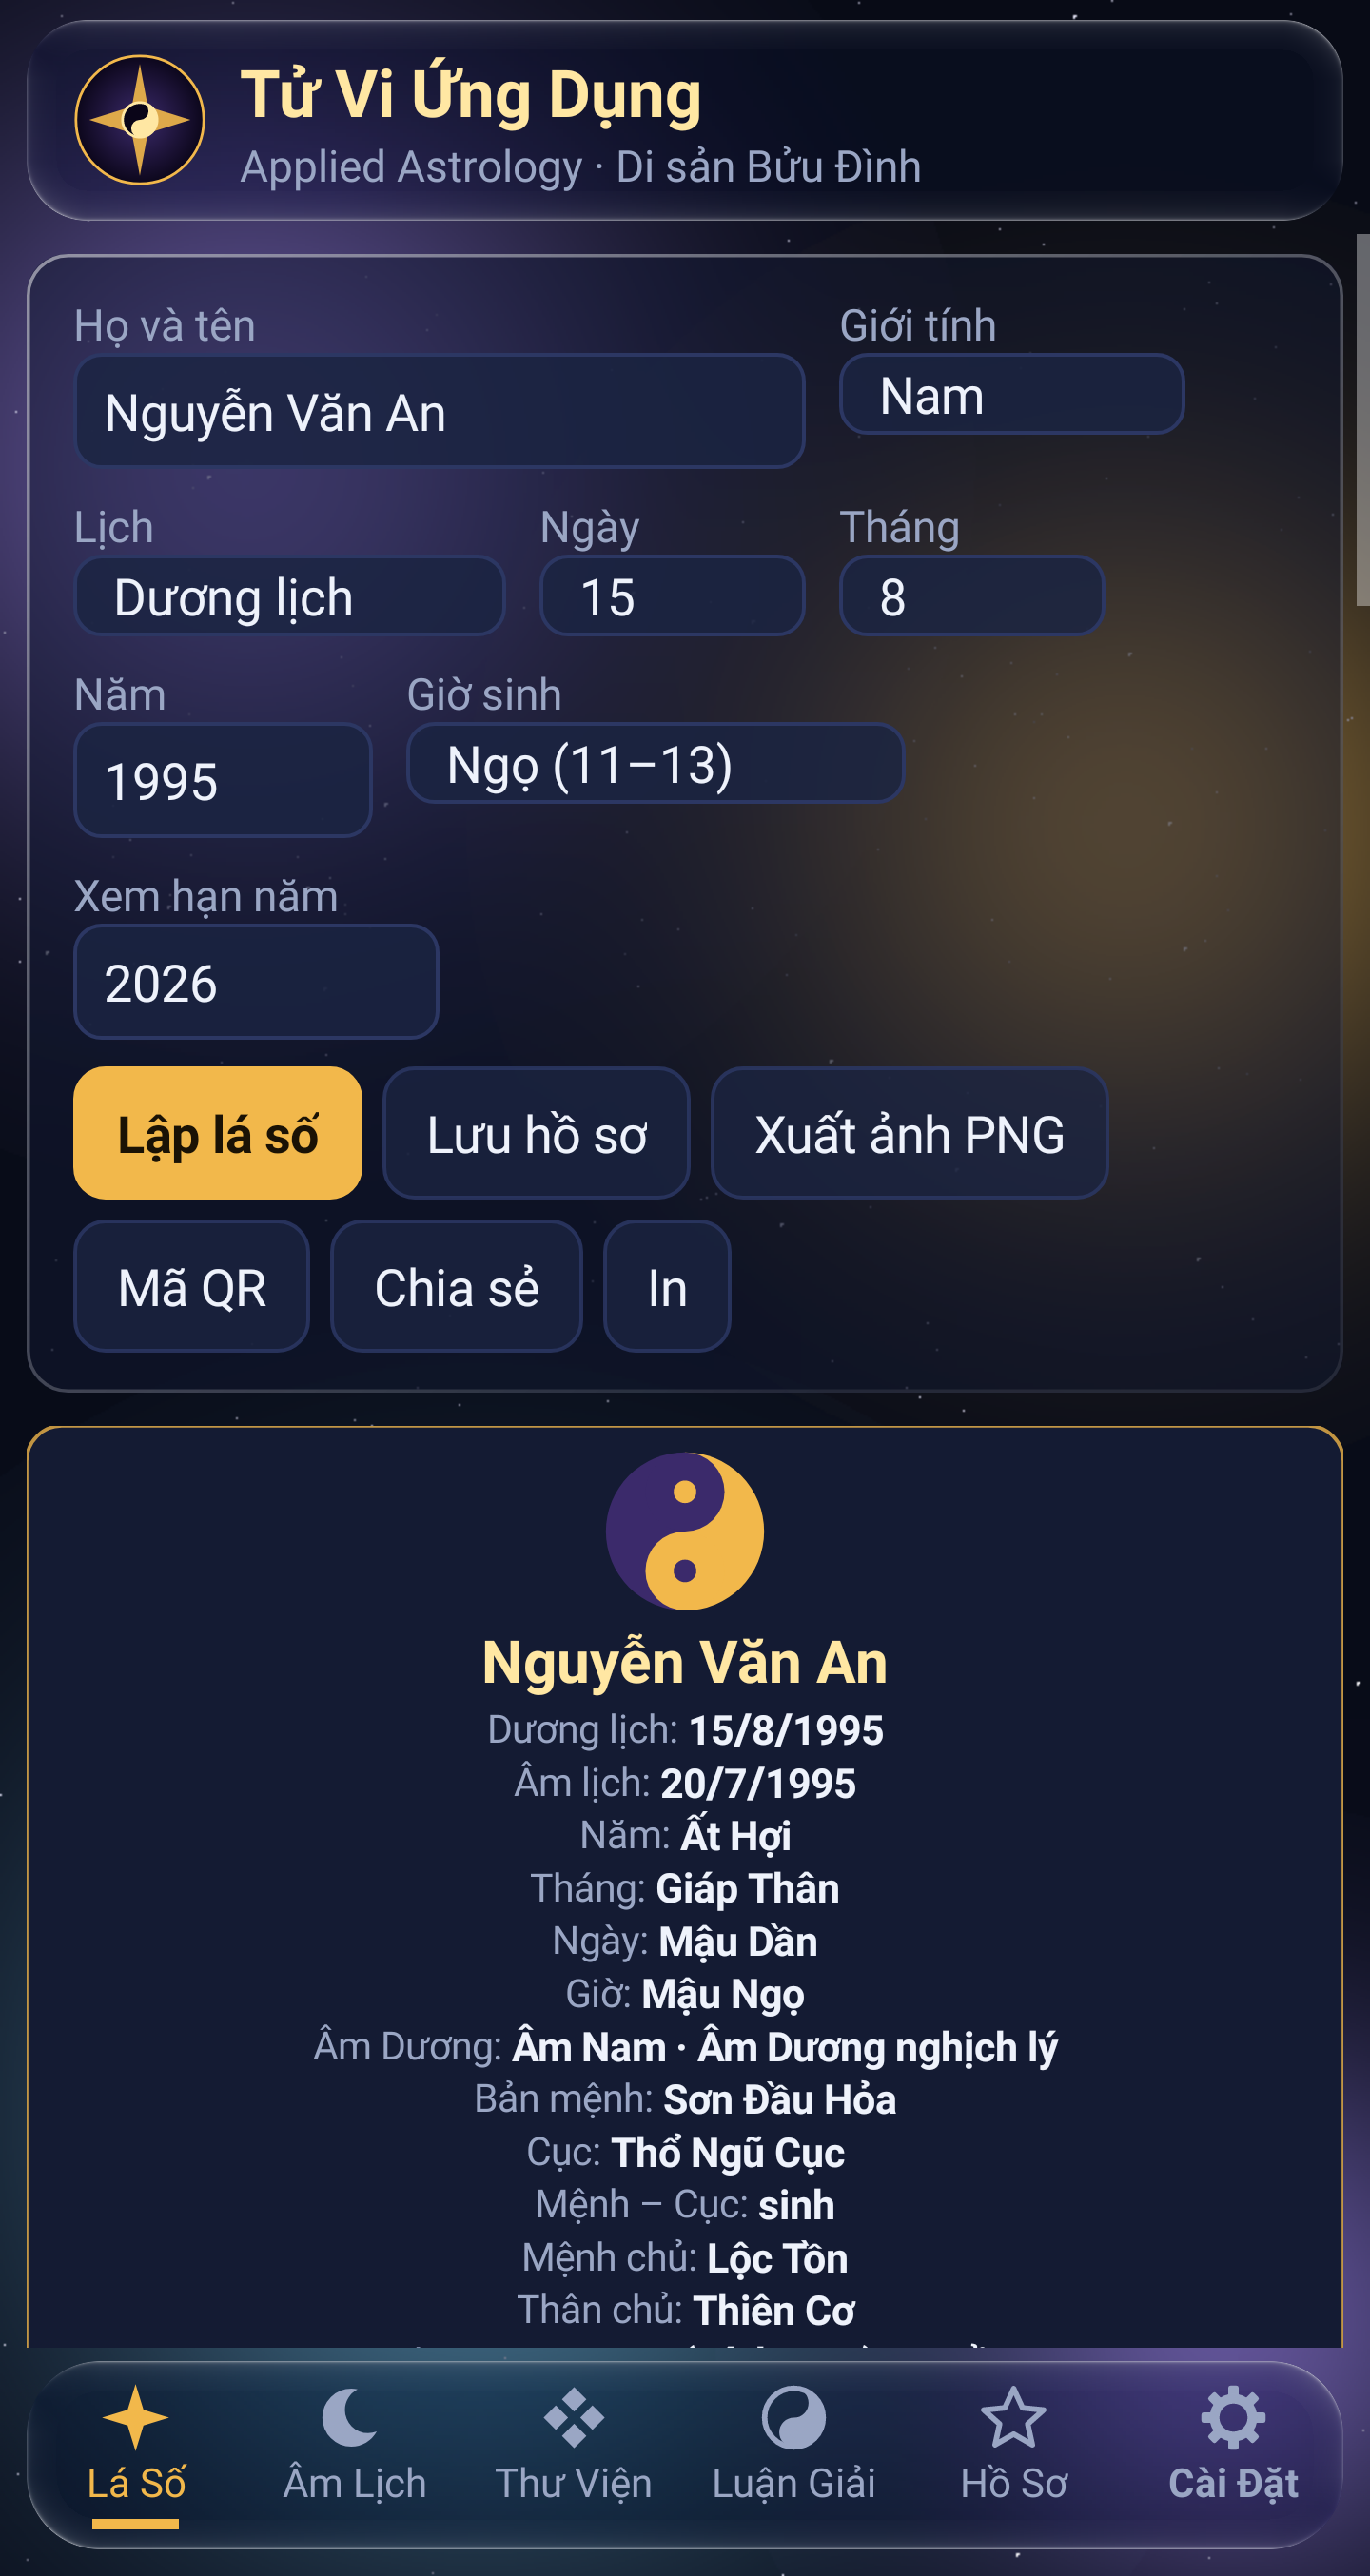 Tử Vi Ứng Dụng
Applied Astrology · Di sản Bửu Đình
Họ và tên
Giới tính
Nguyễn Văn An
Nam
Lịch
Ngày
Tháng
Dương lịch
15
8
Năm
Giờ sinh
1995
Ngọ (11–13)
Xem hạn năm
2026
Lập lá số
Lưu hồ sơ
Xuất ảnh PNG
Mã QR
Chia sẻ
In
Nguyễn Văn An
Dương lịch: 15/8/1995
Âm lịch: 20/7/1995
Năm: Ất Hợi
Tháng: Giáp Thân
Ngày: Mậu Dần
Giờ: Mậu Ngọ
Âm Dương: Âm Nam · Âm Dương nghịch lý
Bản mệnh: Sơn Đầu Hỏa
Cục: Thổ Ngũ Cục
Mệnh – Cục: sinh
Mệnh chủ: Lộc Tồn
Thân chủ: Thiên Cơ
Lá Số
Âm Lịch
Thư Viện
Luận Giải
Hồ Sơ
Cài Đặt